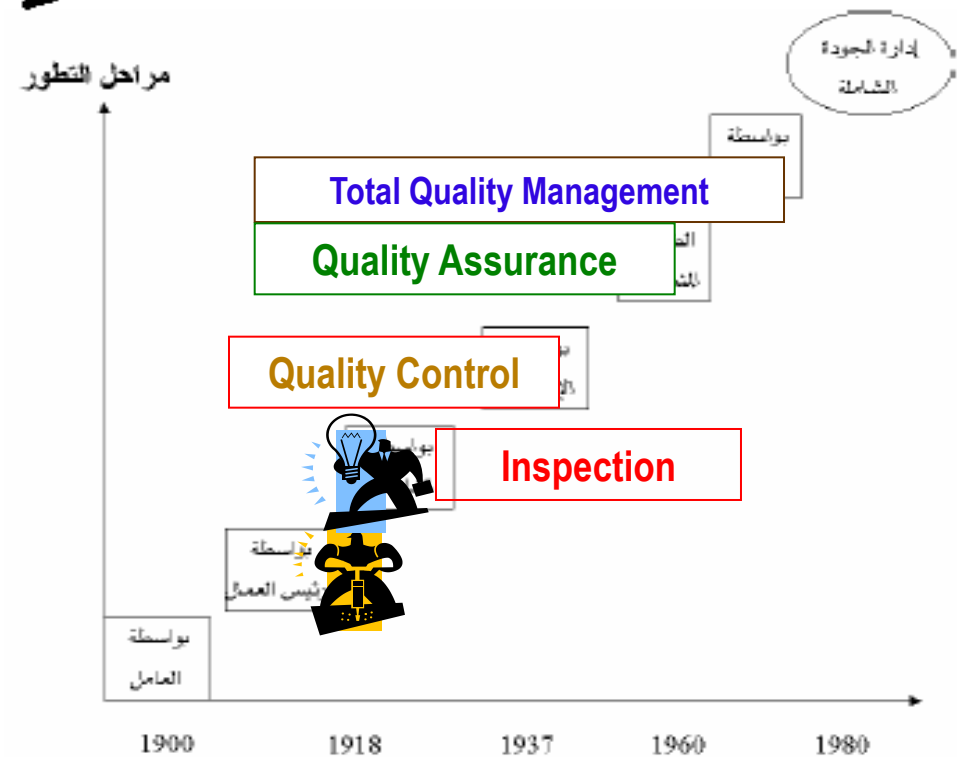 إدارة الجودة
الشاملة
مراحل التطور
بواسطة
Total Quality Management
Quality Assurance
Quality Control
Inspection
بواسطة
رئيس العمال
بواسطة
العامل
1900 1918 1937 1960 1980